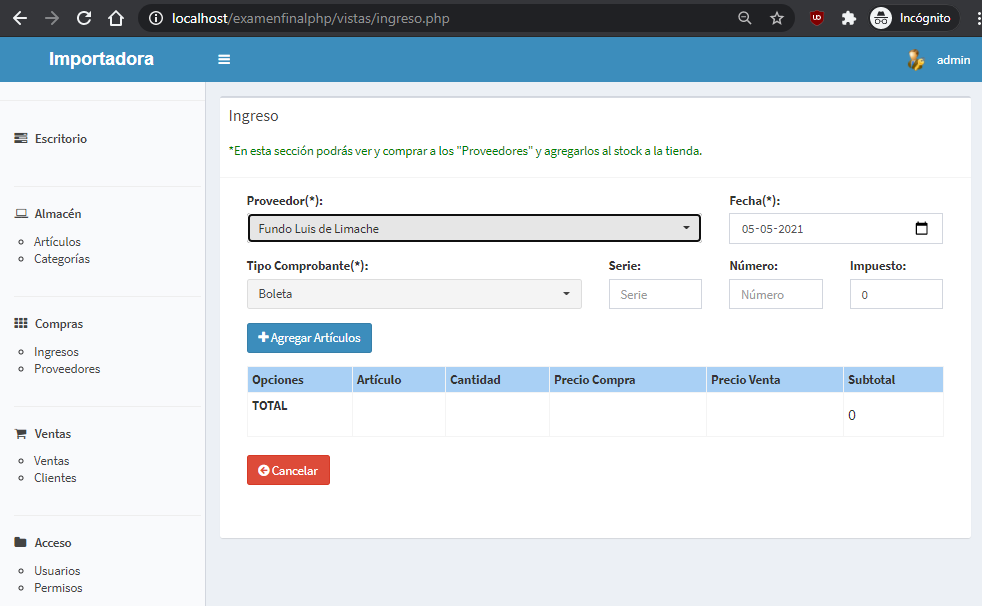 localhost/examenfinalphp/vistas/ingreso.php
UD
Incógnito
Importadora
admin
Escritorio
Almacén
Artículos
Categorías
Compras
Ingresos
Proveedores
Ventas
Ventas
Clientes
Acceso
Usuarios
Permisos
Ingreso
*En esta sección podrás ver y comprar a los "Proveedores" y agregarlos al stock a la tienda.
Proveedor(*): Fecha(*):
Fundo Luis de Limache 05-05-2021
Tipo Comprobante(*): Serie: Número: Impuesto:
Boleta Serie Número 0
Agregar Artículos
Opciones Artículo Cantidad Precio Compra Precio Venta Subtotal
TOTAL 0
Cancelar